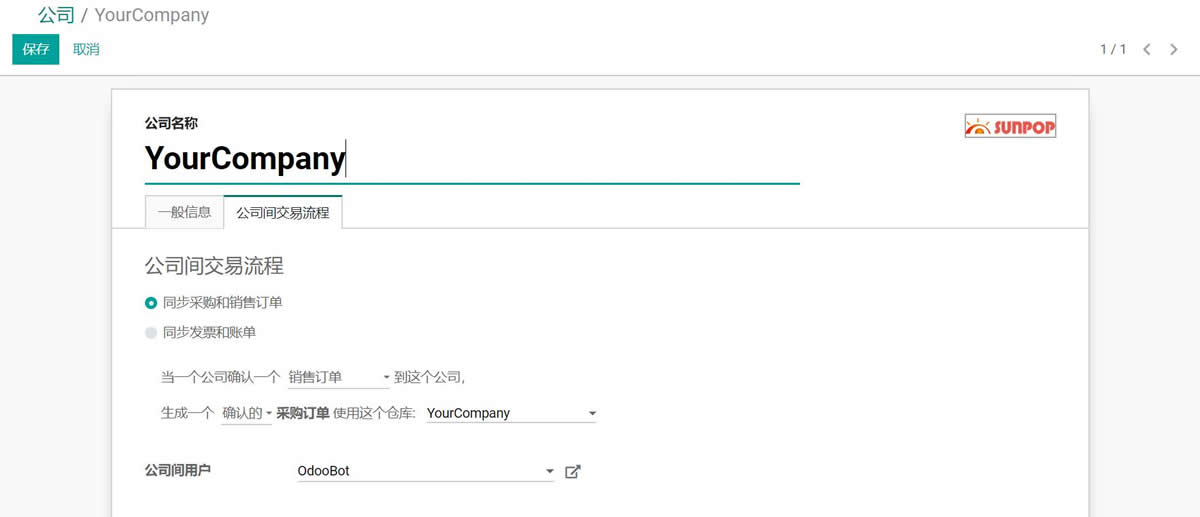 公司 / YourCompany
保存 取消 1 / 1
公司名称
SUNPOP
YourCompany
一般信息 公司间交易流程
公司间交易流程
同步采购和销售订单
同步发票和账单
当一个公司确认一个 销售订单 到这个公司,
生成一个 确认的 采购订单 使用这个仓库: YourCompany
公司间用户 OdooBot